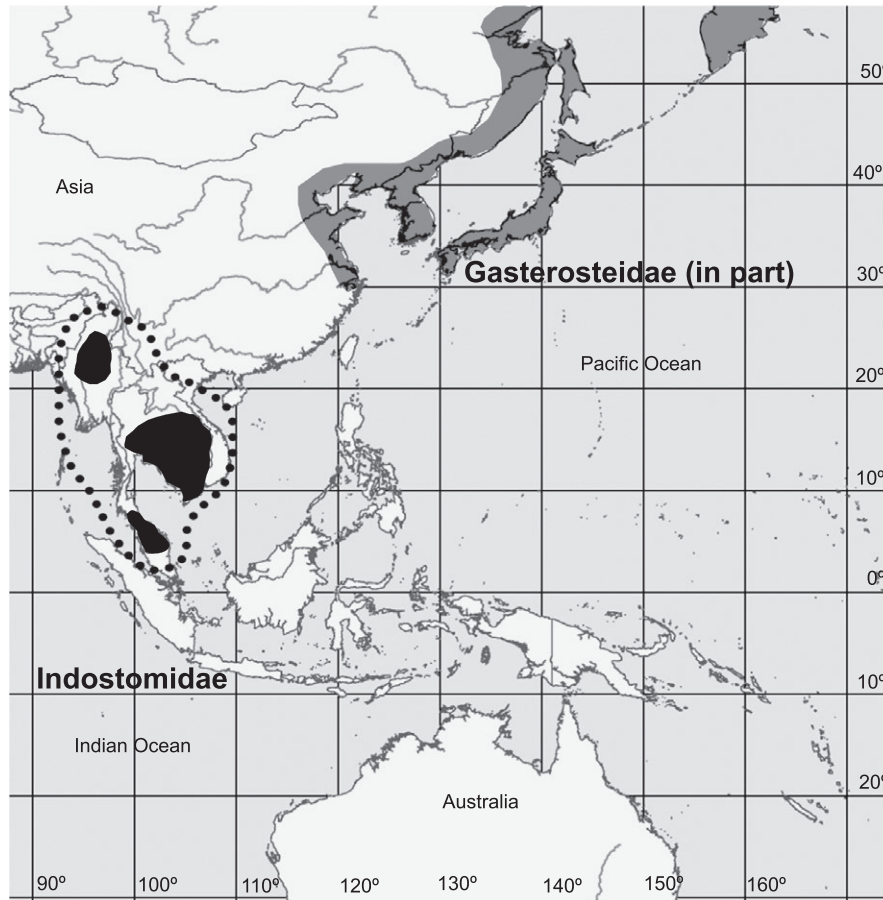 50º
Asia
40º
Gasterosteidae (in part)
30º
Pacific Ocean
20º
10º
0º
Indostomidae
10º
Indian Ocean
20º
Australia
90º 100º 110º 120º 130º 140º 150º 160º